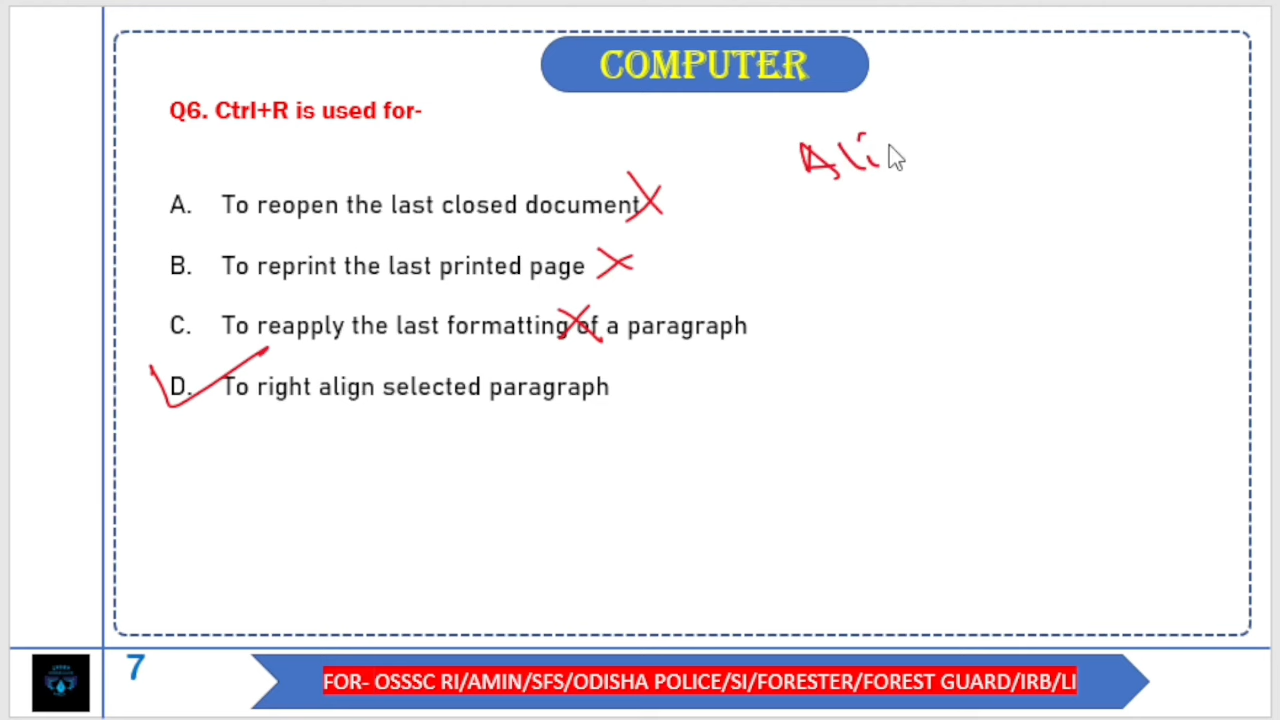 COMPUTER
Q6. Ctrl+R is used for-
Ali
A. To reopen the last closed document
B. To reprint the last printed page
C. To reapply the last formatting of a paragraph
D. To right align selected paragraph
7
FOR- OSSSC RI/AMIN/SFS/ODISHA POLICE/SI/FORESTER/FOREST GUARD/IRB/LI